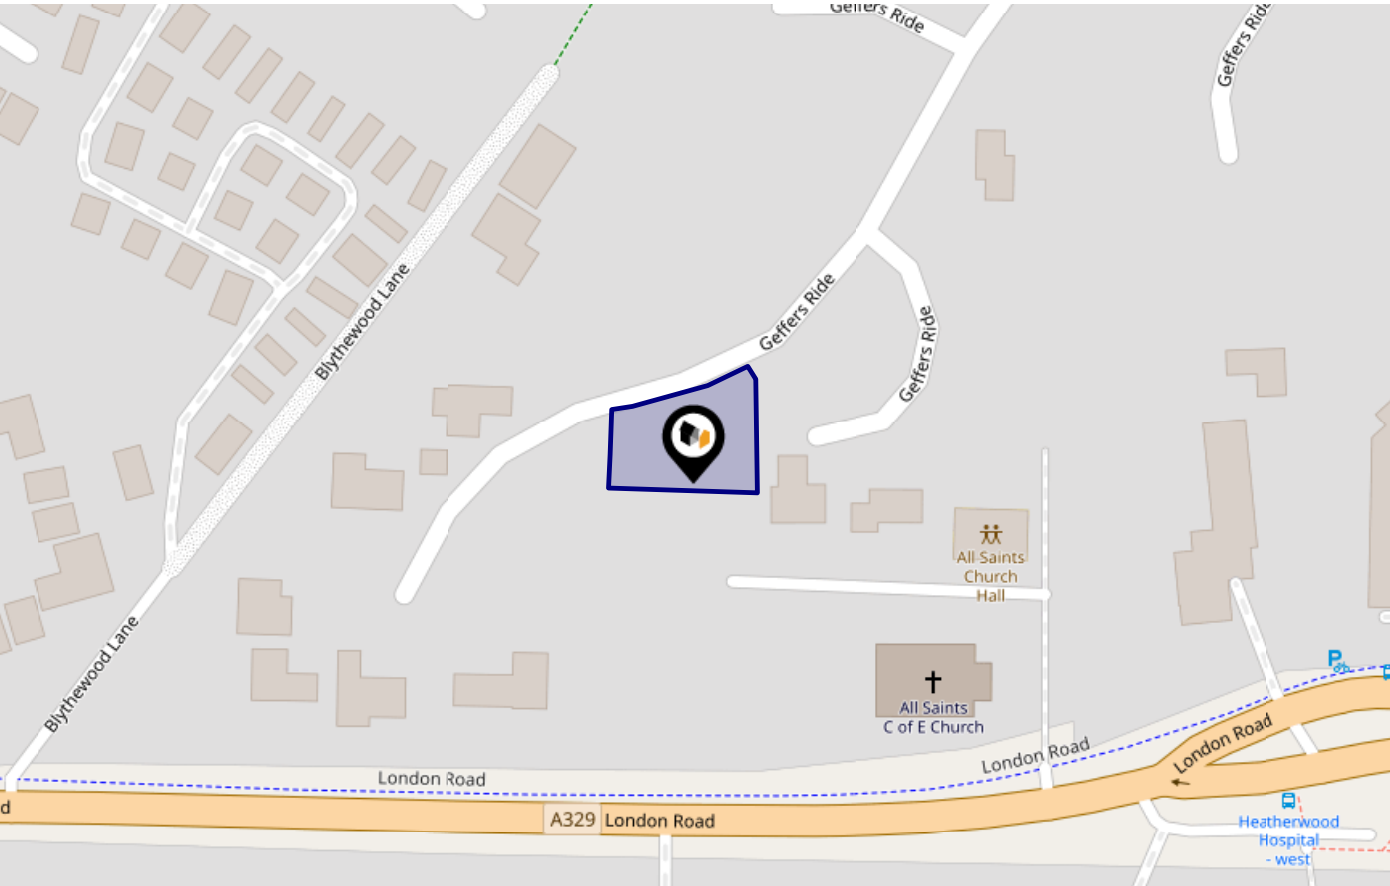 Geffers Ride
Geffers Ride
Blythewood Lane
Geffers Ride
Geffers Ride
All Saints
Church
Hall
Blythewood Lane
All Saints
C of E Church
London Road
London Road
London Road
d
A329
London Road
Heatherwood
Hospital
- west
P